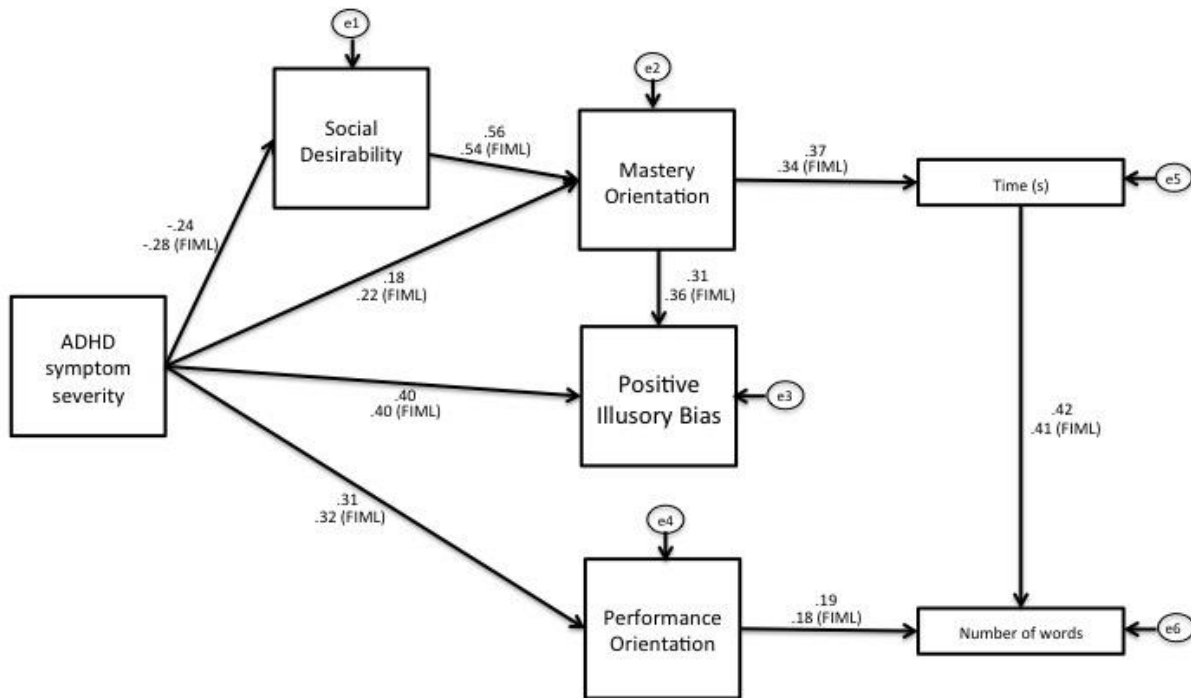 e1
e2
Social
Desirability
.56
.54 (FIML)
Mastery
Orientation
.37
.34 (FIML)
Time (s)
e5
-.24
-.28 (FIML)
.18
.22 (FIML)
.31
.36 (FIML)
ADHD
symptom
severity
.40
.40 (FIML)
Positive
Illusory Bias
e3
.42
.41 (FIML)
.31
.32 (FIML)
e4
Performance
Orientation
.19
.18 (FIML)
Number of words
e6